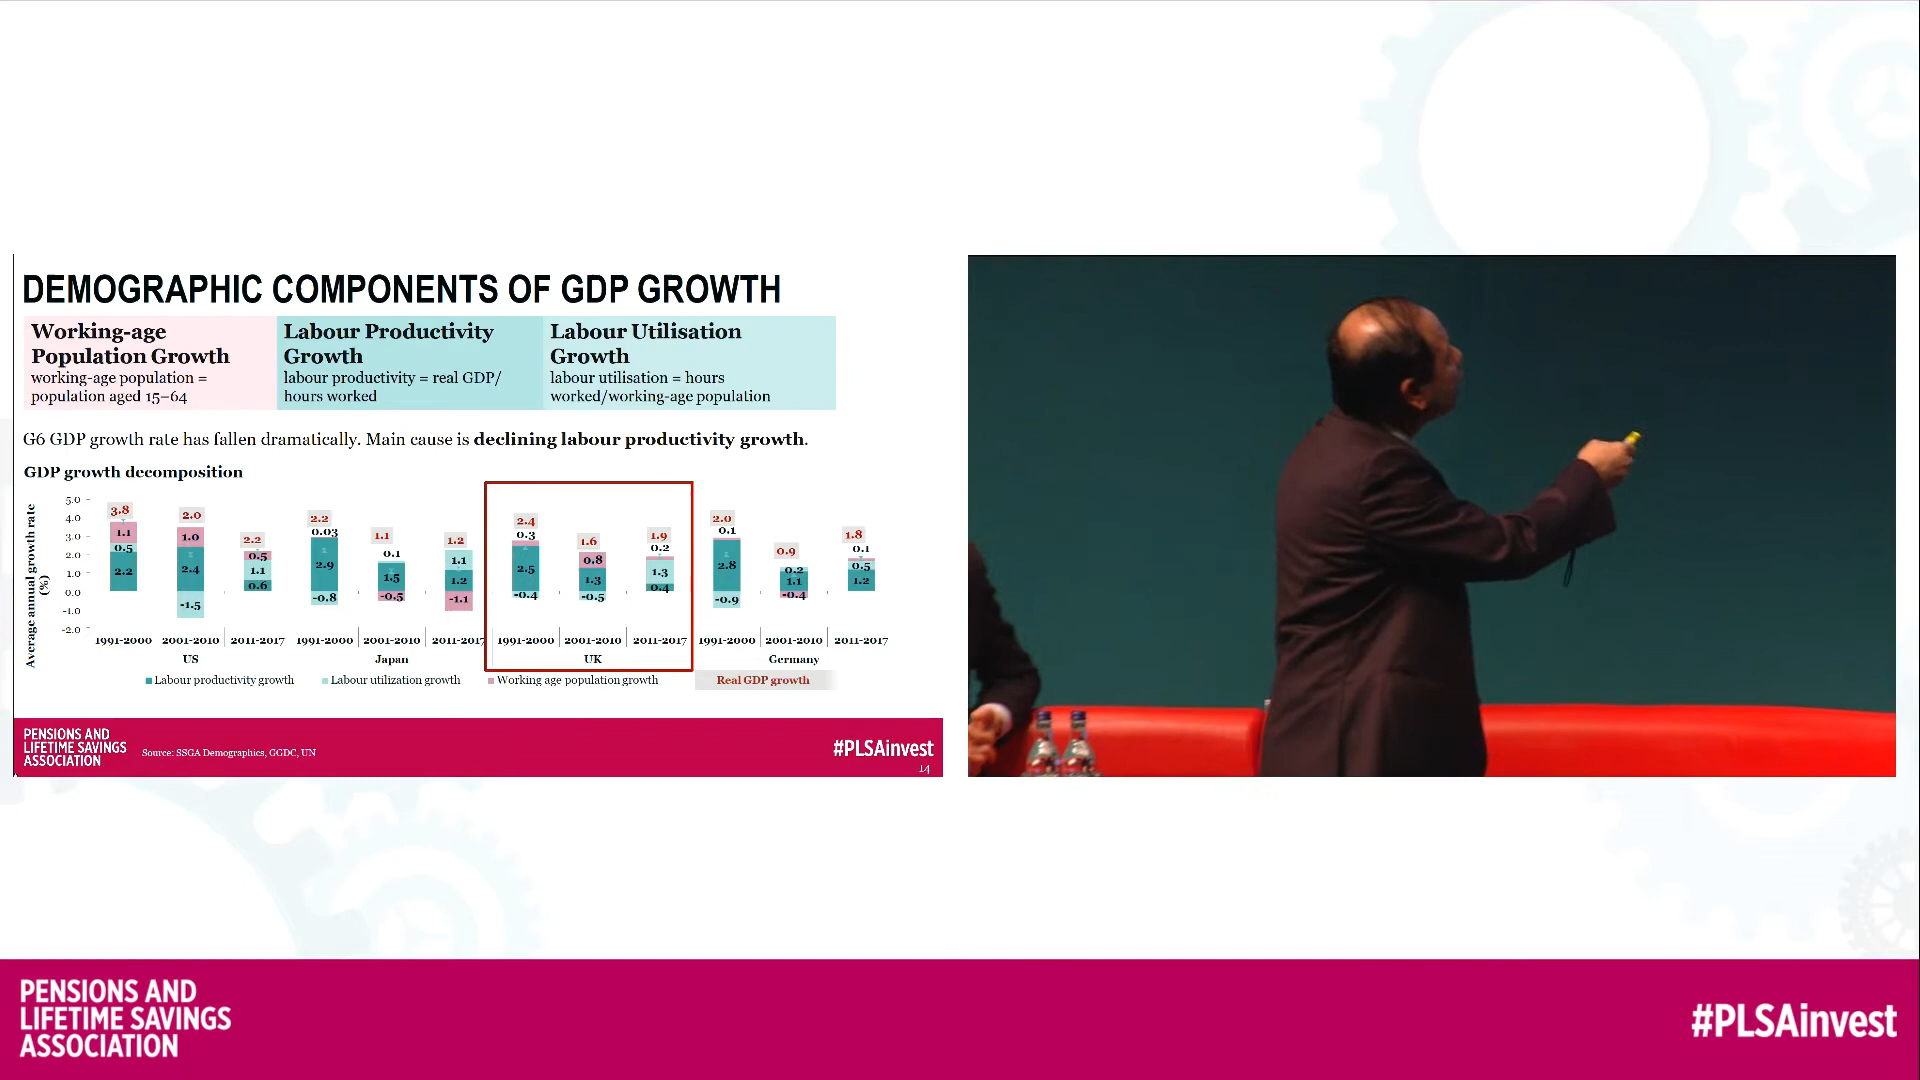 DEMOGRAPHIC COMPONENTS OF GDP GROWTH
Working-age
Population Growth
working-age population =
population aged 15–64
Labour Productivity
Growth
labour productivity = real GDP/
hours worked
Labour Utilisation
Growth
labour utilisation = hours
worked/working-age population
G6 GDP growth rate has fallen dramatically. Main cause is declining labour productivity growth.
GDP growth decomposition
Average annual growth rate
(%)
5.0
4.0
3.0
2.0
1.0
0.0
-1.0
-2.0
3.8
1.1
0.5
2.2
2.0
1.0
2.4
-1.5
2.2
0.5
1.1
0.6
2.2
0.03
2.9
-0.8
1.1
0.1
1.5
-0.5
1.2
1.1
1.2
-1.1
2.4
0.3
2.5
-0.4
1.6
0.8
1.3
-0.5
1.9
0.2
1.3
0.4
2.0
0.1
2.8
-0.9
0.9
0.2
1.1
-0.4
1.8
0.1
0.5
1.2
1991-2000 2001-2010 2011-2017 1991-2000 2001-2010 2011-2017 1991-2000 2001-2010 2011-2017 1991-2000 2001-2010 2011-2017
US Japan UK Germany
Labour productivity growth Labour utilization growth Working age population growth Real GDP growth
PENSIONS AND
LIFETIME SAVINGS
ASSOCIATION
Source: SSGA Demographics, GGDC, UN
#PLSAinvest
14
PENSIONS AND
LIFETIME SAVINGS
ASSOCIATION
#PLSAinvest